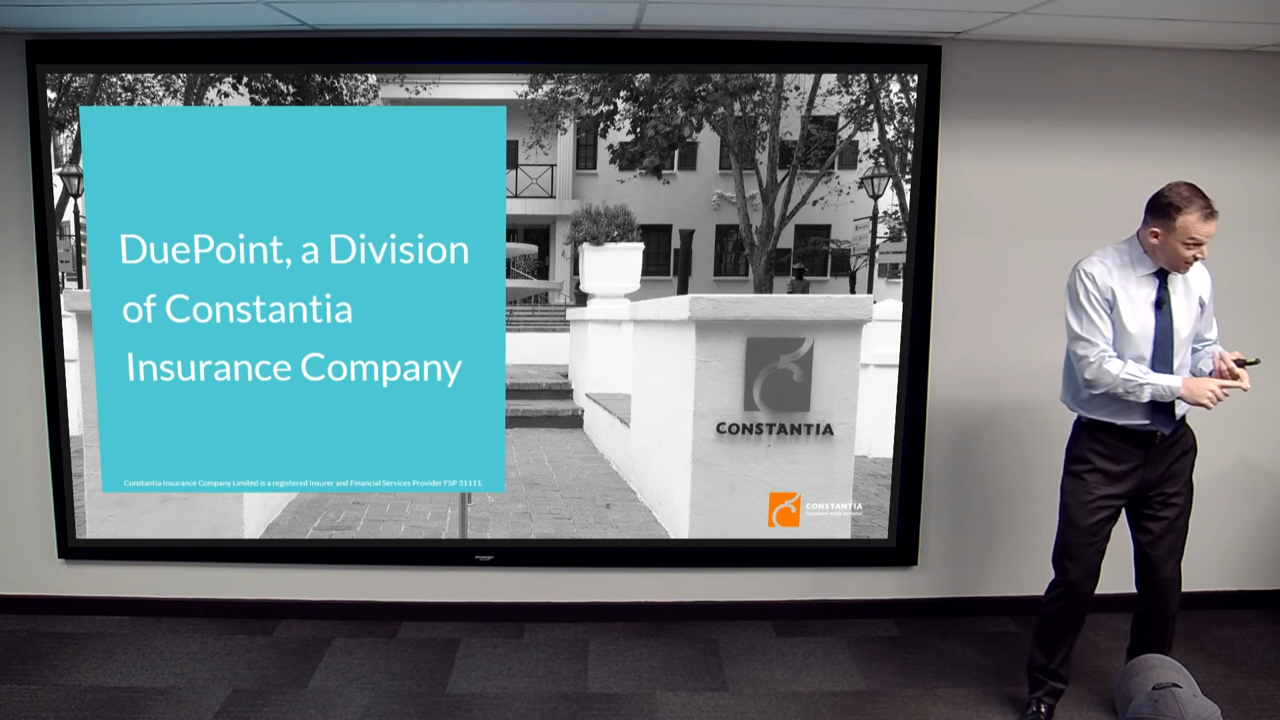 DuePoint, a Division
of Constantia
Insurance Company
Constantia Insurance Company Limited is a registered Insurer and Financial Services Provider FSP 31111.
CONSTANTIA
CONSTANTIA